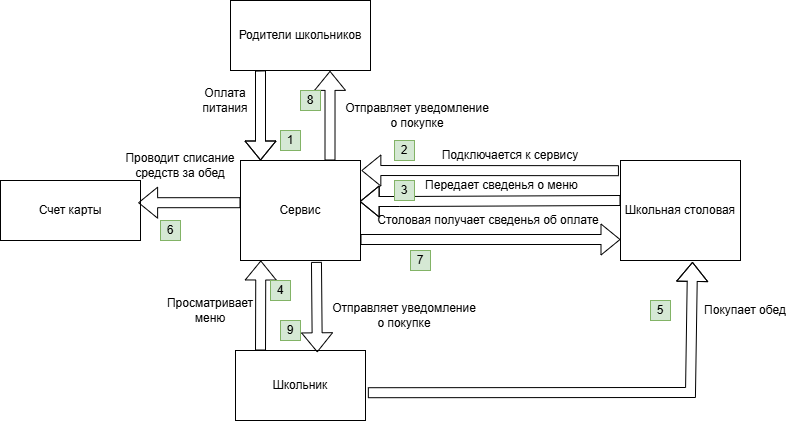 Родители школьников
Оплата
питания
8
Отправляет уведомление
о покупке
1
2
Подключается к сервису
Проводит списание
средств за обед
3
Передает сведенья о меню
Счет карты
Сервис
Школьная столовая
Столовая получает сведенья об оплате
6
7
4
Просматривает
меню
9
Отправляет уведомление
о покупке
5
Покупает обед
Школьник